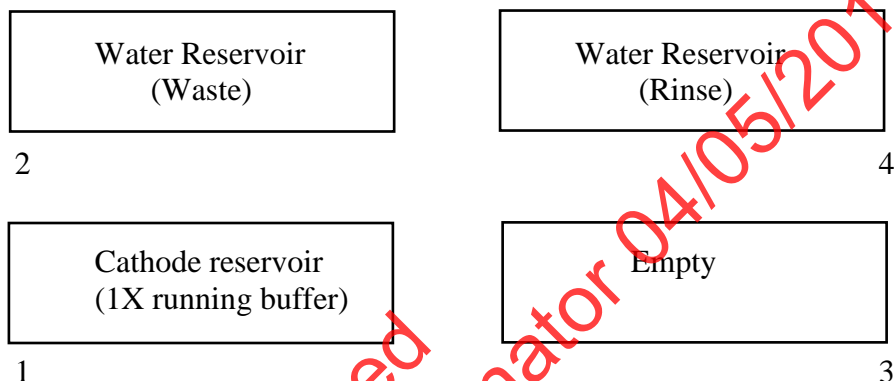 Water Reservoir
(Waste)
Water Reservoir
(Rinse)
2
4
Cathode reservoir
(1X running buffer)
Empty
1
3